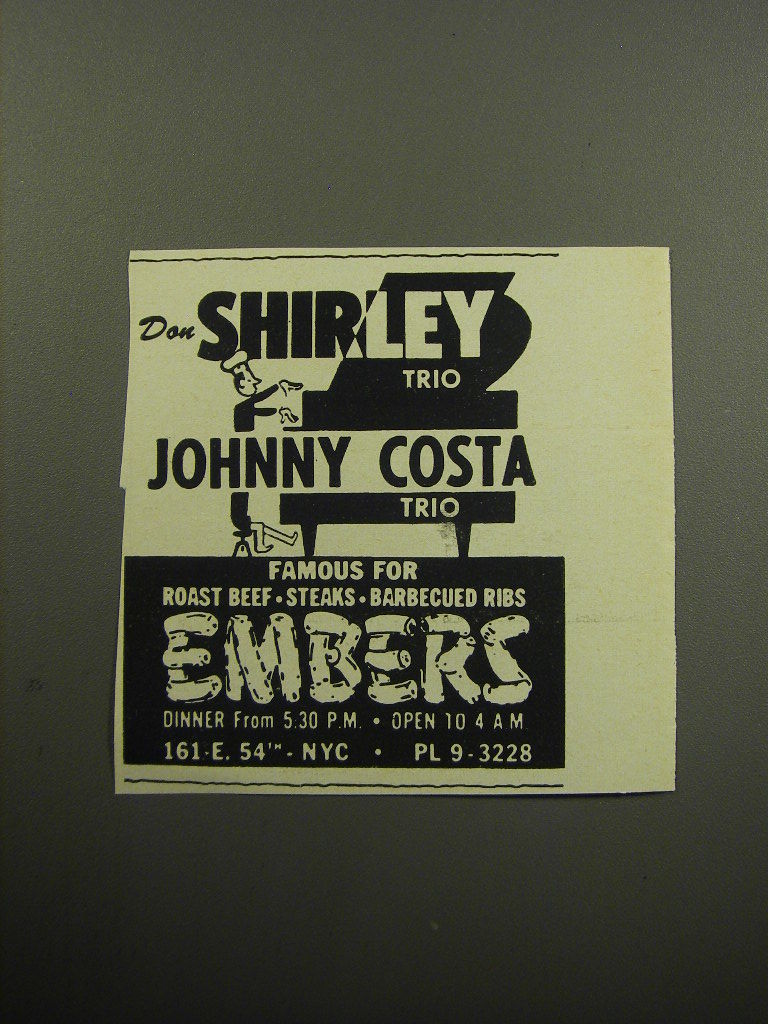 Don SHIRLEY
TRIO
JOHNNY COSTA
TRIO
FAMOUS FOR
ROAST BEEF • STEAKS • BARBECUED RIBS
EMBERS
DINNER From 5:30 P.M. • OPEN TO 4 A M
161 E. 54TH - NYC • PL 9-3228